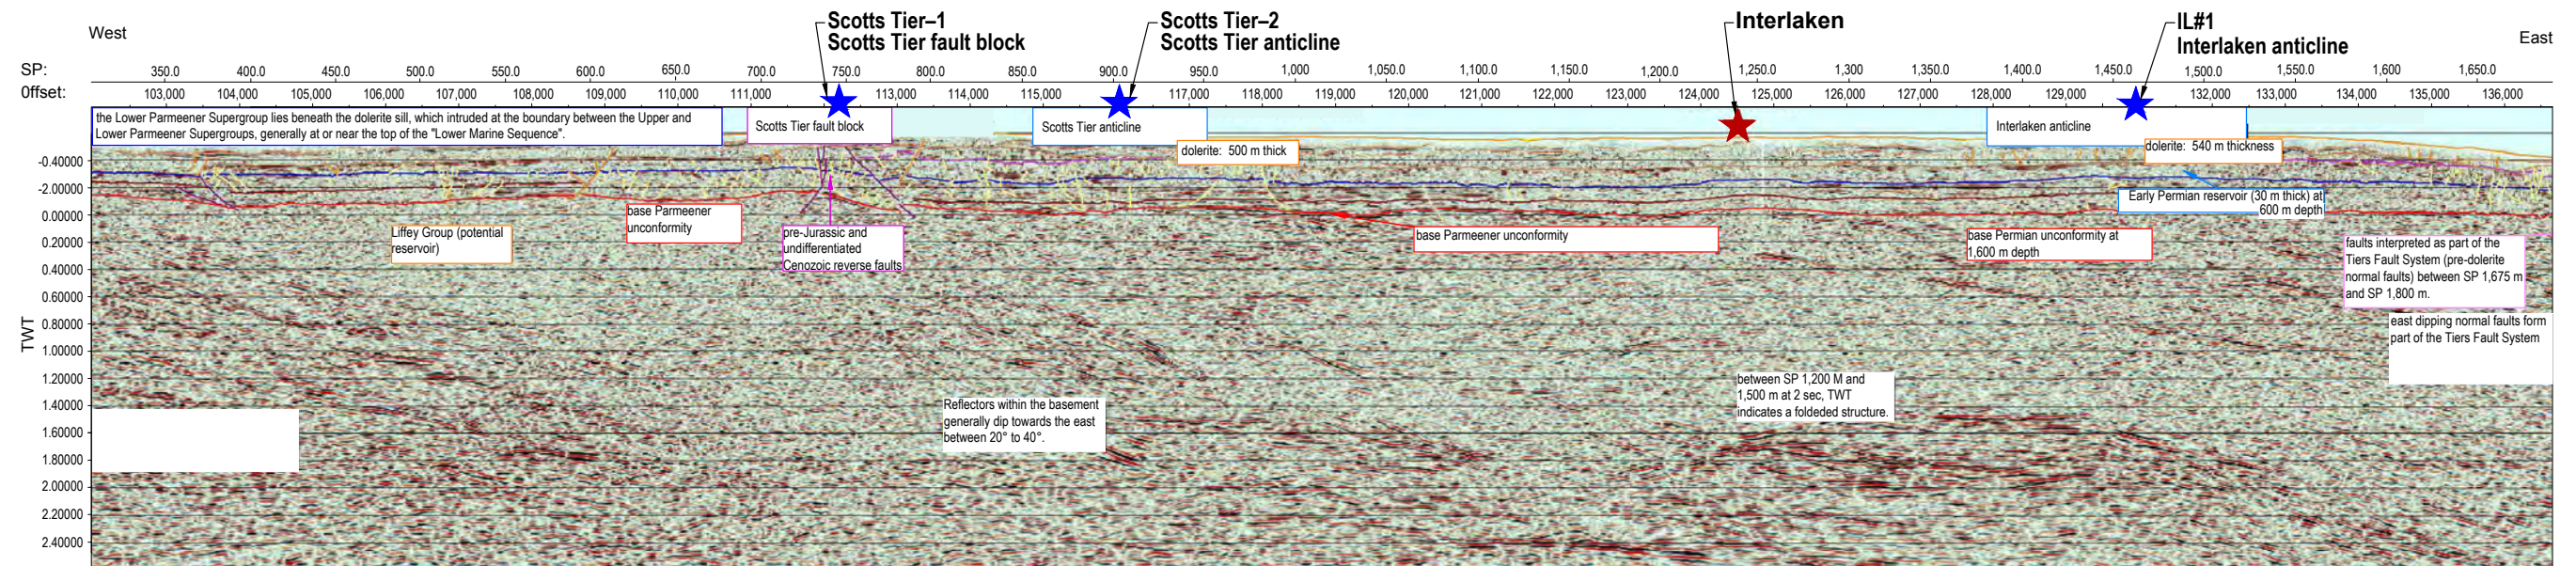 West
Scotts Tier–1
Scotts Tier fault block
Scotts Tier–2
Scotts Tier anticline
Interlaken
IL#1
Interlaken anticline
East
SP: 350.0 400.0 450.0 500.0 550.0 600.0 650.0 700.0 750.0 800.0 850.0 900.0 950.0 1,000 1,050.0 1,100.0 1,150.0 1,200.0 1,250.0 1,300 1,350.0 1,400.0 1,450.0 1,500.0 1,550.0 1,600 1,650.0
Offset: 103,000 104,000 105,000 106,000 107,000 108,000 109,000 110,000 111,000 113,000 114,000 115,000 117,000 118,000 119,000 120,000 121,000 122,000 123,000 124,000 125,000 126,000 127,000 128,000 129,000 132,000 133,000 134,000 135,000 136,000
the Lower Parmeener Supergroup lies beneath the dolerite sill, which intruded at the boundary between the Upper and
Lower Parmeener Supergroups, generally at or near the top of the "Lower Marine Sequence".
Scotts Tier fault block
Scotts Tier anticline
Interlaken anticline
dolerite: 500 m thick
dolerite: 540 m thickness
Early Permian reservoir (30 m thick) at
600 m depth
base Parmeener
unconformity
Liffey Group (potential
reservoir)
pre-Jurassic and
undifferentiated
Cenozoic reverse faults
base Parmeener unconformity
base Permian unconformity at
1,600 m depth
faults interpreted as part of the
Tiers Fault System (pre-dolerite
normal faults) between SP 1,675 m
and SP 1,800 m.
east dipping normal faults form
part of the Tiers Fault System
between SP 1,200 M and
1,500 m at 2 sec, TWT
indicates a foldeded structure.
Reflectors within the basement
generally dip towards the east
between 20° to 40°.
TWT
-0.40000
-2.00000
0.00000
0.20000
0.40000
0.60000
0.80000
1.00000
1.20000
1.40000
1.60000
1.80000
2.00000
2.20000
2.40000